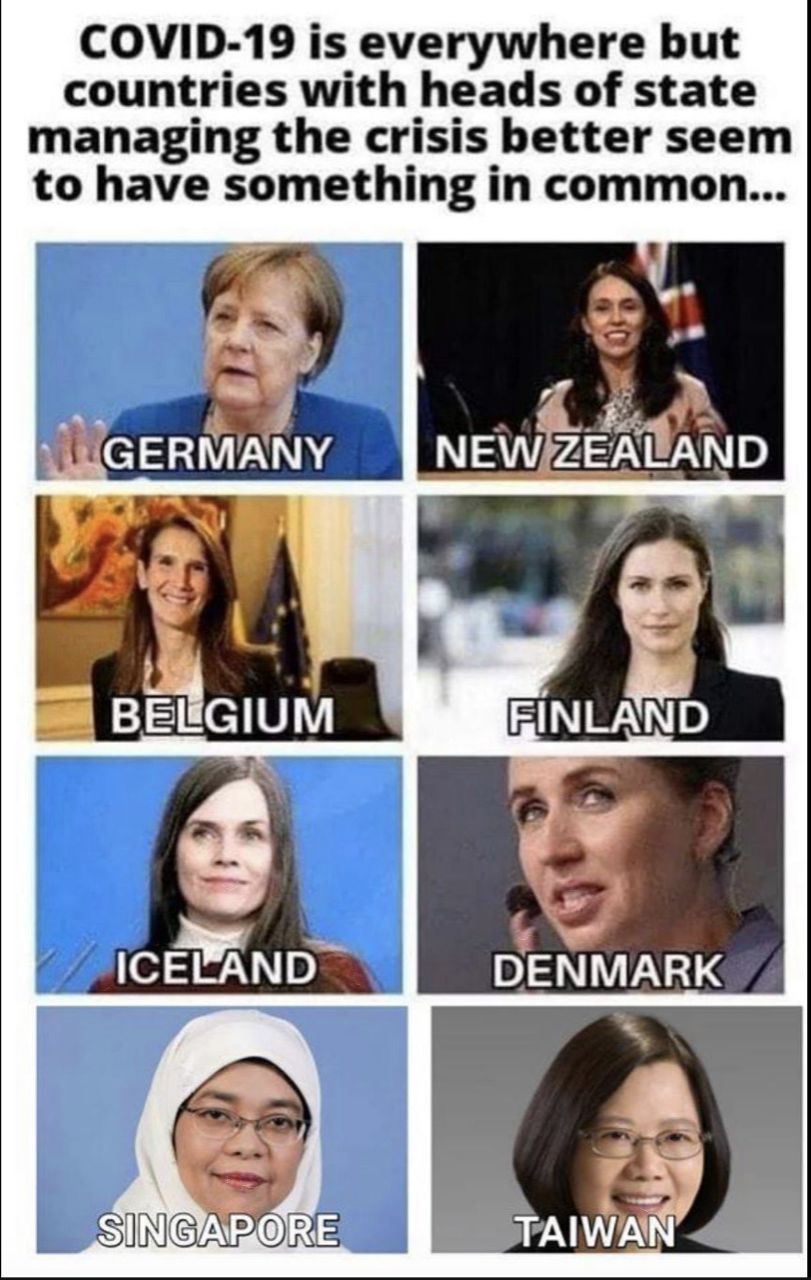 COVID-19 is everywhere but
countries with heads of state
managing the crisis better seem
to have something in common...
GERMANY
NEW ZEALAND
BELGIUM
FINLAND
ICELAND
DENMARK
SINGAPORE
TAIWAN